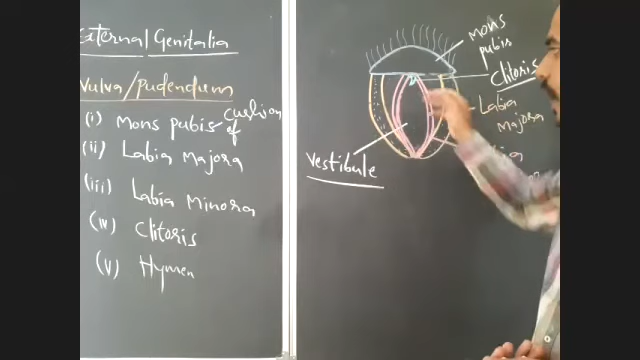 External Genitalia
Vulva/pudendum
(i) Mons pubis - cushion of
(ii) Labia Majora
(iii) Labia Minora
(iv) Clitoris
(v) Hymen
Mons
pubis
Clitoris
Labia
Majora
Vestibule